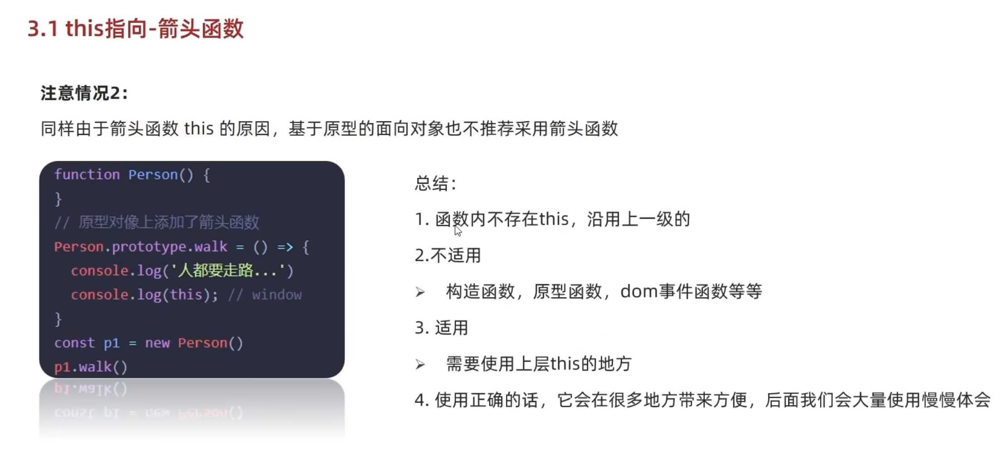 3.1 this指向-箭头函数
注意情况2：
同样由于箭头函数 this 的原因，基于原型的面向对象也不推荐采用箭头函数
function Person() {
}
// 原型对像上添加了箭头函数
Person.prototype.walk = () => {
  console.log('人都要走路...')
  console.log(this); // window
}
const p1 = new Person()
p1.walk()
总结：
1. 函数内不存在this，沿用上一级的
2.不适用
➢ 构造函数，原型函数，dom事件函数等等
3. 适用
➢ 需要使用上层this的地方
4. 使用正确的话，它会在很多地方带来方便，后面我们会大量使用慢慢体会